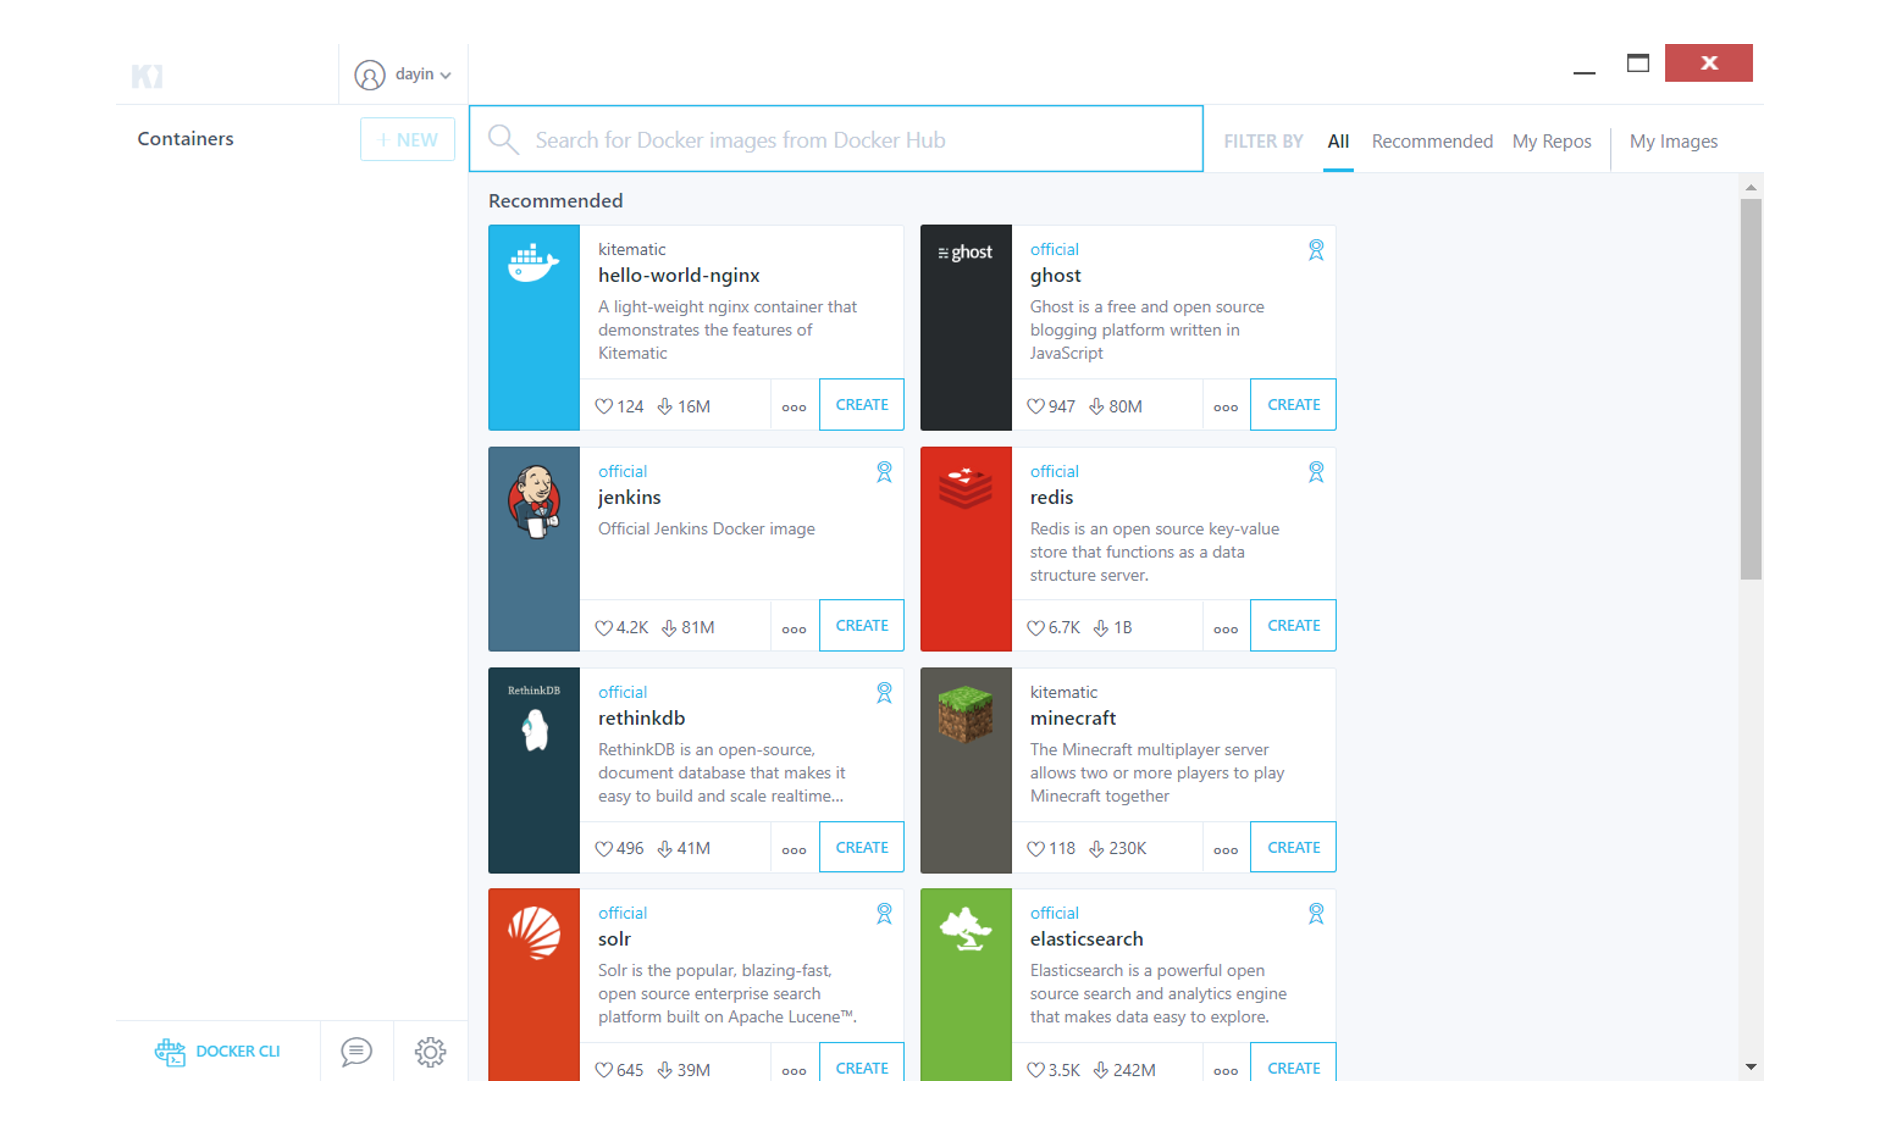 dayin
Containers
+ NEW
Search for Docker images from Docker Hub
FILTER BY All Recommended My Repos My Images
Recommended
kitematic
hello-world-nginx
A light-weight nginx container that
demonstrates the features of
Kitematic
124 16M
CREATE
ghost
official
ghost
Ghost is a free and open source
blogging platform written in
JavaScript
947 80M
CREATE
official
jenkins
Official Jenkins Docker image
4.2K 81M
CREATE
official
redis
Redis is an open source key-value
store that functions as a data
structure server.
6.7K 1B
CREATE
RethinkDB
official
rethinkdb
RethinkDB is an open-source,
document database that makes it
easy to build and scale realtime...
496 41M
CREATE
kitematic
minecraft
The Minecraft multiplayer server
allows two or more players to play
Minecraft together
118 230K
CREATE
official
solr
Solr is the popular, blazing-fast,
open source enterprise search
platform built on Apache Lucene™.
645 39M
CREATE
official
elasticsearch
Elasticsearch is a powerful open
source search and analytics engine
that makes data easy to explore.
3.5K 242M
CREATE
DOCKER CLI